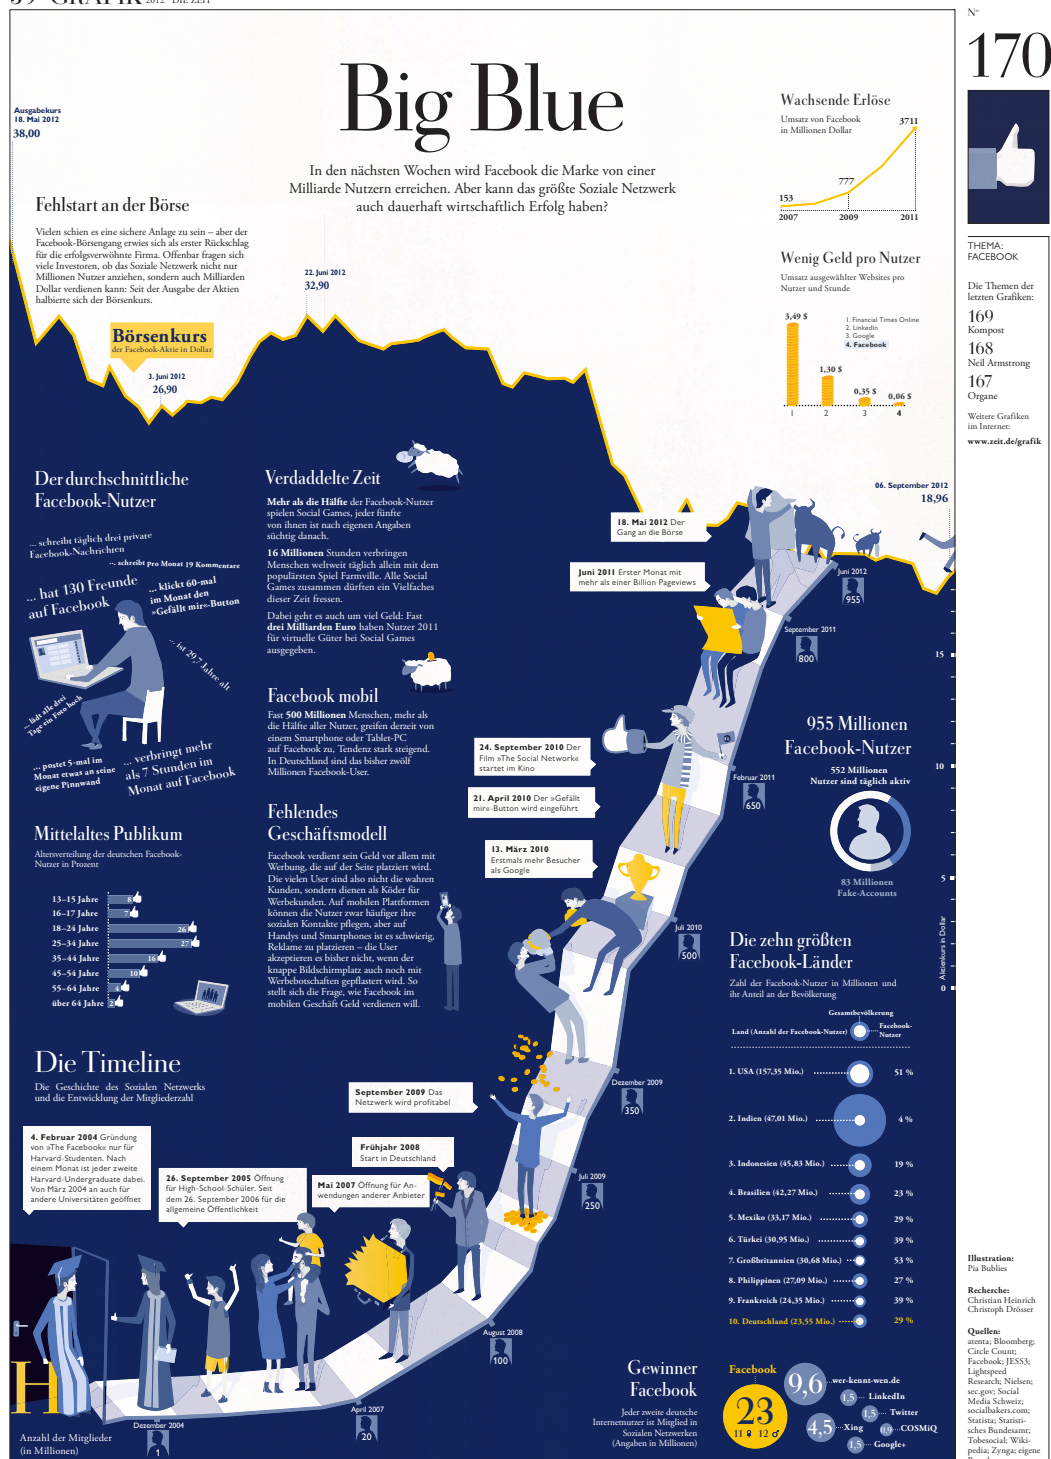 59 GRAFIK 2012 DIE ZEIT
Nº
170
Big Blue
In den nächsten Wochen wird Facebook die Marke von einer
Milliarde Nutzern erreichen. Aber kann das größte Soziale Netzwerk
auch dauerhaft wirtschaftlich Erfolg haben?
Ausgabekurs
18. Mai 2012
38,00
Fehlstart an der Börse
Vielen schien es eine sichere Anlage zu sein – aber der
Facebook-Börsengang erwies sich als erster Rückschlag
für die erfolgsverwöhnte Firma. Offenbar fragen sich
viele Investoren, ob das Soziale Netzwerk nicht nur
Millionen Nutzer anziehen, sondern auch Milliarden
Dollar verdienen kann: Seit der Ausgabe der Aktien
halbierte sich der Börsenkurs.
Börsenkurs
der Facebook-Aktie in Dollar
3. Juni 2012
26,90
22. Juni 2012
32,90
06. September 2012
18,96
Wachsende Erlöse
Umsatz von Facebook
in Millionen Dollar
3711
777
153
2007 2009 2011
Wenig Geld pro Nutzer
Umsatz ausgewählter Websites pro
Nutzer und Stunde
3,49 $
1,30 $
0,35 $
0,06 $
1. Financial Times Online
2. LinkedIn
3. Google
4. Facebook
1 2 3 4
THEMA:
FACEBOOK
Die Themen der
letzten Grafiken:
169
Kompost
168
Neil Armstrong
167
Organe
Weitere Grafiken
im Internet:
www.zeit.de/grafik
Der durchschnittliche
Facebook-Nutzer
... schreibt täglich drei private
Facebook-Nachrichten
... schreibt Pro Monat 19 Kommentare
... hat 130 Freunde
auf Facebook
... klickt 60-mal
im Monat den
»Gefällt mir«-Button
... ist 29,7 Jahre alt
... lädt alle drei
Tage ein Foto hoch
... postet 5-mal im
Monat etwas an seine
eigene Pinnwand
... verbringt mehr
als 7 Stunden im
Monat auf Facebook
Verdaddelte Zeit
Mehr als die Hälfte der Facebook-Nutzer
spielen Social Games, jeder fünfte
von ihnen ist nach eigenen Angaben
süchtig danach.
16 Millionen Stunden verbringen
Menschen weltweit täglich allein mit dem
populärsten Spiel Farmville. Alle Social
Games zusammen dürften ein Vielfaches
dieser Zeit fressen.
Dabei geht es auch um viel Geld: Fast
drei Milliarden Euro haben Nutzer 2011
für virtuelle Güter bei Social Games
ausgegeben.
Facebook mobil
Fast 500 Millionen Menschen, mehr als
die Hälfte aller Nutzer, greifen derzeit von
einem Smartphone oder Tablet-PC
auf Facebook zu, Tendenz stark steigend.
In Deutschland sind das bisher zwölf
Millionen Facebook-User.
Fehlendes
Geschäftsmodell
Facebook verdient sein Geld vor allem mit
Werbung, die auf der Seite platziert wird.
Die vielen User sind also nicht die wahren
Kunden, sondern dienen als Köder für
Werbekunden. Auf mobilen Plattformen
können die Nutzer zwar häufiger ihre
sozialen Kontakte pflegen, aber auf
Handys und Smartphones ist es schwierig,
Reklame zu platzieren – die User
akzeptieren es bisher nicht, wenn der
knappe Bildschirmplatz auch noch mit
Werbebotschaften gepflastert wird. So
stellt sich die Frage, wie Facebook im
mobilen Geschäft Geld verdienen will.
Mittelaltes Publikum
Altersverteilung der deutschen Facebook-
Nutzer in Prozent
13–15 Jahre 8
16–17 Jahre 7
18–24 Jahre 26
25–34 Jahre 27
35–44 Jahre 16
45–54 Jahre 10
55–64 Jahre 4
über 64 Jahre 2
Die Timeline
Die Geschichte des Sozialen Netzwerks
und die Entwicklung der Mitgliederzahl
4. Februar 2004 Gründung
von »The Facebook« nur für
Harvard-Studenten. Nach
einem Monat ist jeder zweite
Harvard-Undergraduate dabei.
Von März 2004 an auch für
andere Universitäten geöffnet
26. September 2005 Öffnung
für High-School-Schüler. Seit
dem 26. September 2006 für die
allgemeine Öffentlichkeit
Mai 2007 Öffnung für An-
wendungen anderer Anbieter
Frühjahr 2008
Start in Deutschland
September 2009 Das
Netzwerk wird profitabel
13. März 2010
Erstmals mehr Besucher
als Google
21. April 2010 Der »Gefällt
mir«-Button wird eingeführt
24. September 2010 Der
Film »The Social Network«
startet im Kino
Juni 2011 Erster Monat mit
mehr als einer Billion Pageviews
18. Mai 2012 Der
Gang an die Börse
H
Anzahl der Mitglieder
(in Millionen)
Dezember 2004
1
April 2007
20
August 2008
100
Juli 2009
250
Dezember 2009
350
Juli 2010
500
Februar 2011
650
September 2011
800
Juni 2012
955
15
10
5
0
Aktienkurs in Dollar
955 Millionen
Facebook-Nutzer
552 Millionen
Nutzer sind täglich aktiv
83 Millionen
Fake-Accounts
Die zehn größten
Facebook-Länder
Zahl der Facebook-Nutzer in Millionen und
ihr Anteil an der Bevölkerung
Gesamtbevölkerung
Land (Anzahl der Facebook-Nutzer)
Facebook-
Nutzer
1. USA (157,35 Mio.) 51 %
2. Indien (47,01 Mio.) 4 %
3. Indonesien (45,83 Mio.) 19 %
4. Brasilien (42,27 Mio.) 23 %
5. Mexiko (33,17 Mio.) 29 %
6. Türkei (30,95 Mio.) 39 %
7. Großbritannien (30,68 Mio.) 53 %
8. Philippinen (27,09 Mio.) 27 %
9. Frankreich (24,35 Mio.) 39 %
10. Deutschland (23,55 Mio.) 29 %
Gewinner
Facebook
Jeder zweite deutsche
Internetnutzer ist Mitglied in
Sozialen Netzwerken
(Angaben in Millionen)
Facebook
23
11 ♀ 12 ♂
9,6 wer-kennt-wen.de
1,5 LinkedIn
1,5 Twitter
4,5 Xing
0,9 COSMiQ
1,5 Google+
Illustration:
Pia Bublies
Recherche:
Christian Heinrich
Christoph Drösser
Quellen:
atenta; Bloomberg;
Circle Count;
Facebook; JESS3;
Lightspeed
Research; Nielsen;
sec.gov; Social
Media Schweiz;
socialbakers.com;
Statista; Statisti-
sches Bundesamt;
Tobesocial; Wiki-
pedia; Zynga; eigene